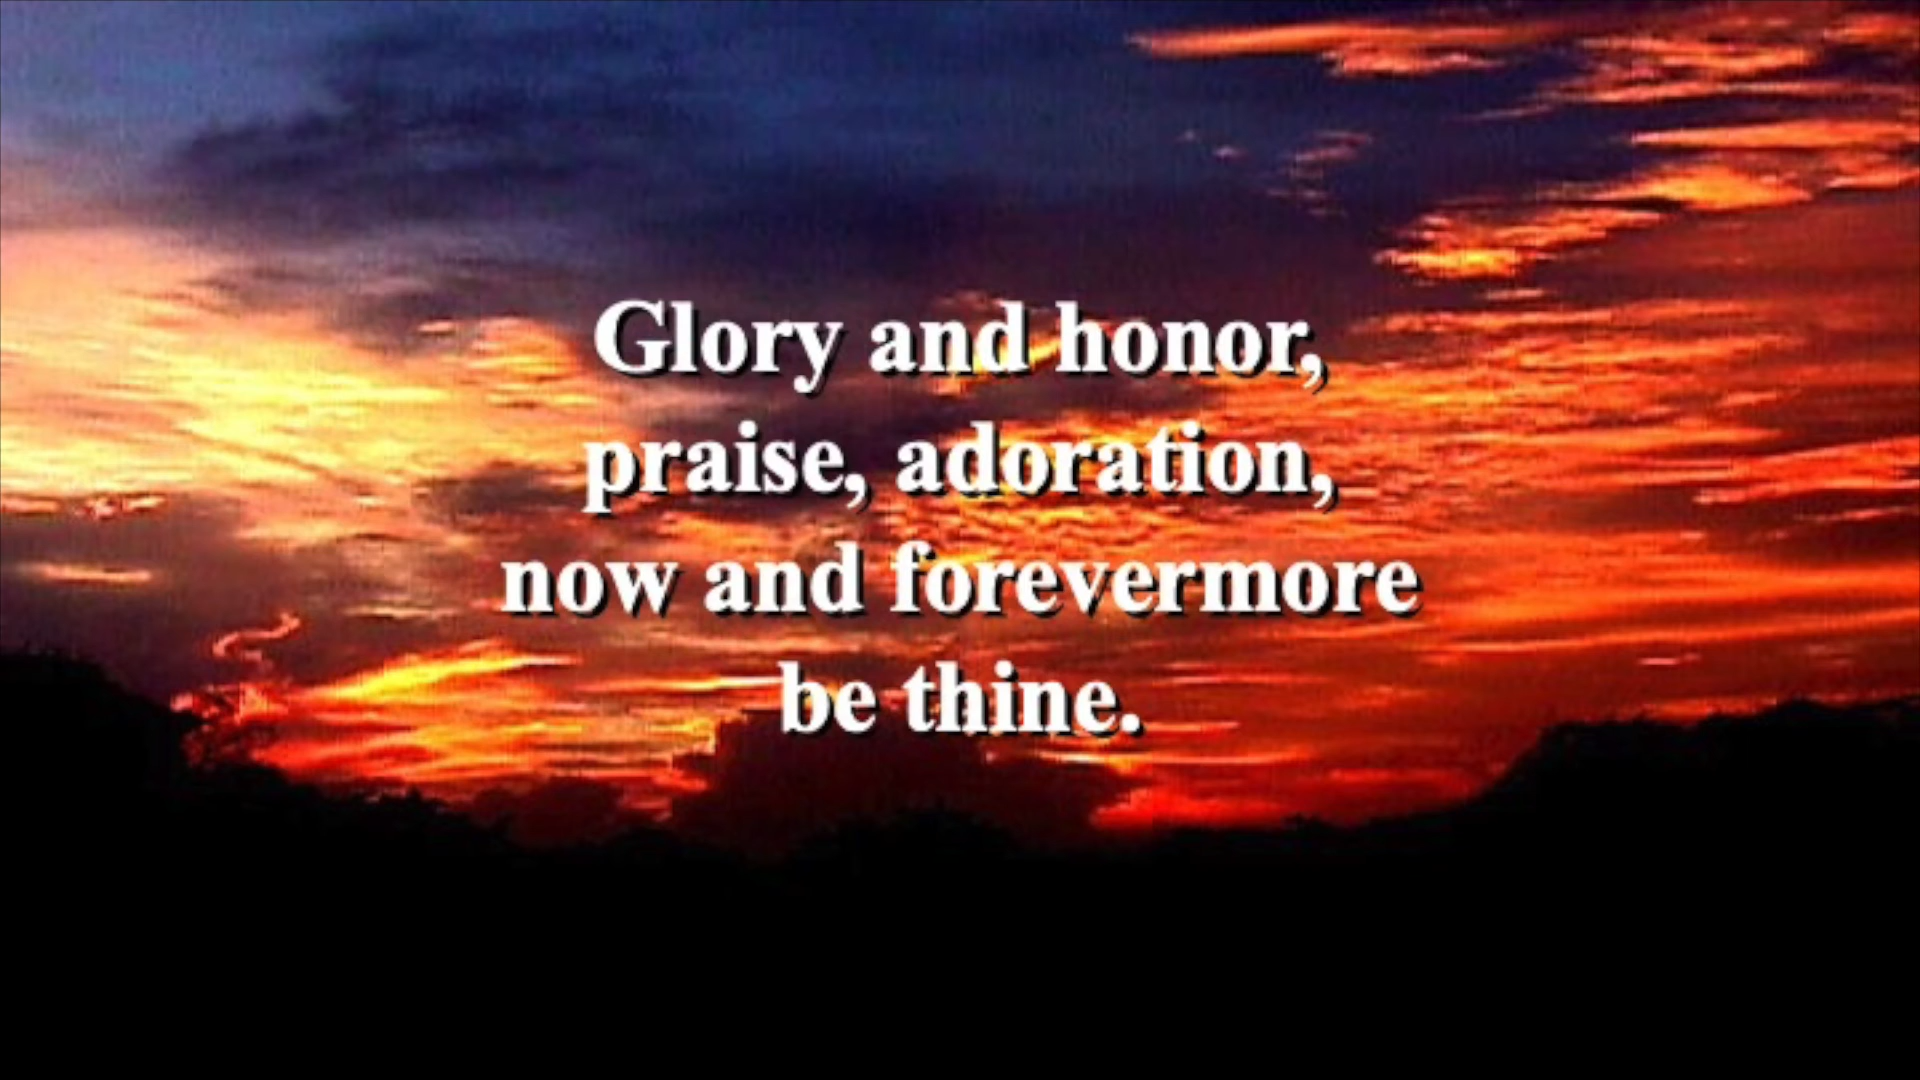 Glory and honor,
praise, adoration,
now and forevermore
be thine.